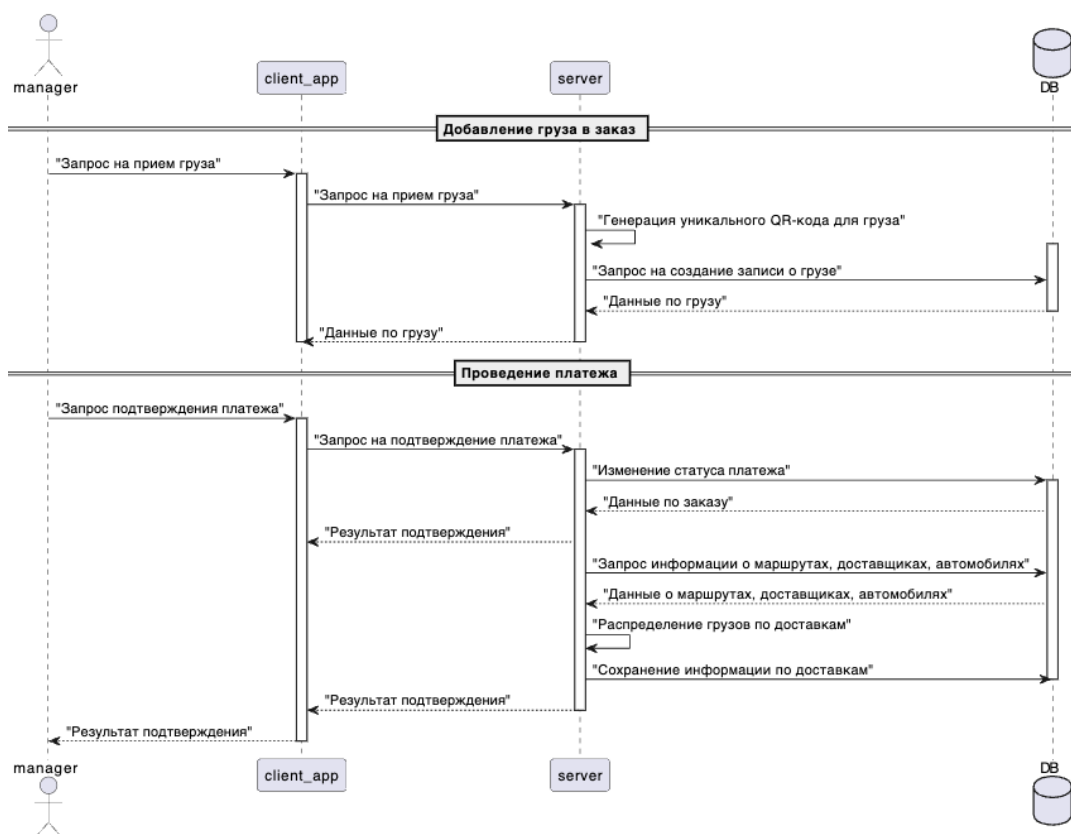 manager
client_app
server
DB
Добавление груза в заказ
"Запрос на прием груза"
"Запрос на прием груза"
"Генерация уникального QR-кода для груза"
"Запрос на создание записи о грузе"
"Данные по грузу"
"Данные по грузу"
Проведение платежа
"Запрос подтверждения платежа"
"Запрос на подтверждение платежа"
"Изменение статуса платежа"
"Данные по заказу"
"Результат подтверждения"
"Запрос информации о маршрутах, доставщиках, автомобилях"
"Данные о маршрутах, доставщиках, автомобилях"
"Распределение грузов по доставкам"
"Сохранение информации по доставкам"
"Результат подтверждения"
"Результат подтверждения"
manager
client_app
server
DB